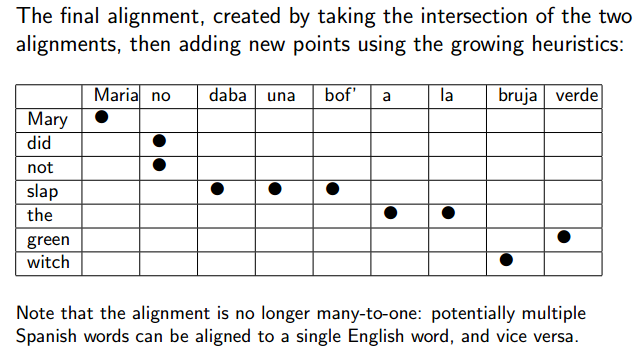 The final alignment, created by taking the intersection of the two
alignments, then adding new points using the growing heuristics:
Maria no daba una bof' a la bruja verde
Mary
did
not
slap
the
green
witch
Note that the alignment is no longer many-to-one: potentially multiple
Spanish words can be aligned to a single English word, and vice versa.